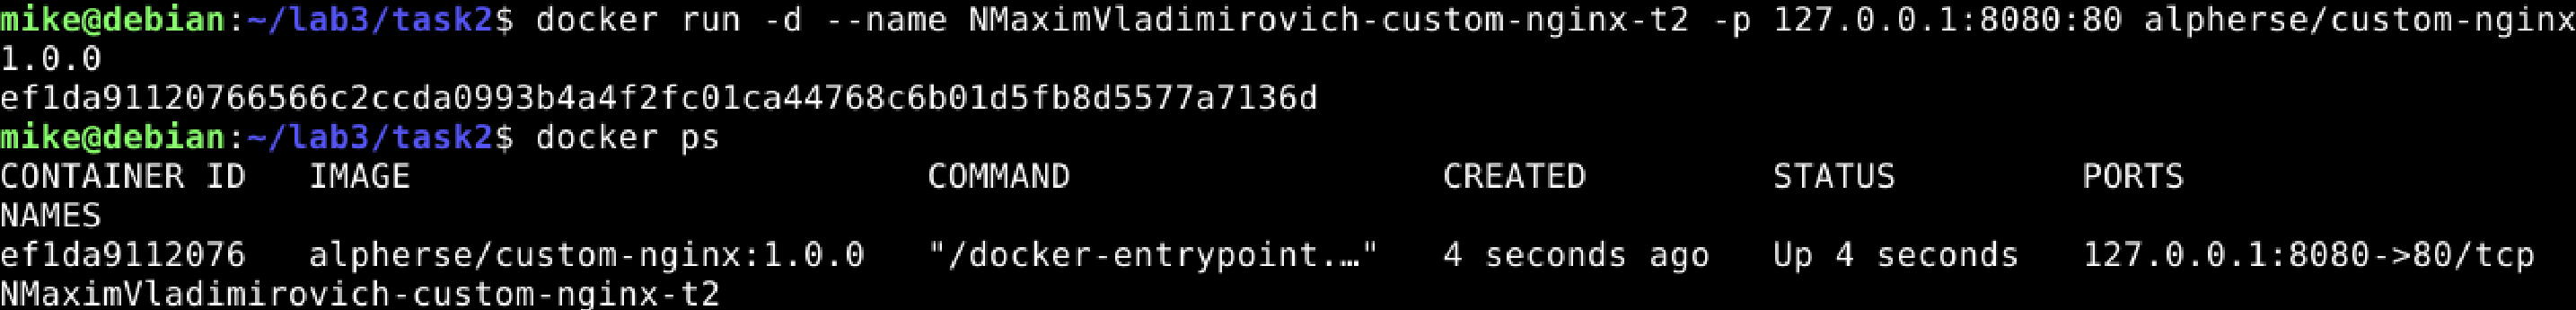 mike@debian:~/lab3/task2$ docker run -d --name NMaximVladimirovich-custom-nginx-t2 -p 127.0.0.1:8080:80 alpherse/custom-nginx
1.0.0
ef1da91120766566c2ccda0993b4a4f2fc01ca44768c6b01d5fb8d5577a7136d
mike@debian:~/lab3/task2$ docker ps
CONTAINER ID   IMAGE                         COMMAND                  CREATED         STATUS         PORTS
NAMES
ef1da9112076   alpherse/custom-nginx:1.0.0   "/docker-entrypoint.…"   4 seconds ago   Up 4 seconds   127.0.0.1:8080->80/tcp
NMaximVladimirovich-custom-nginx-t2